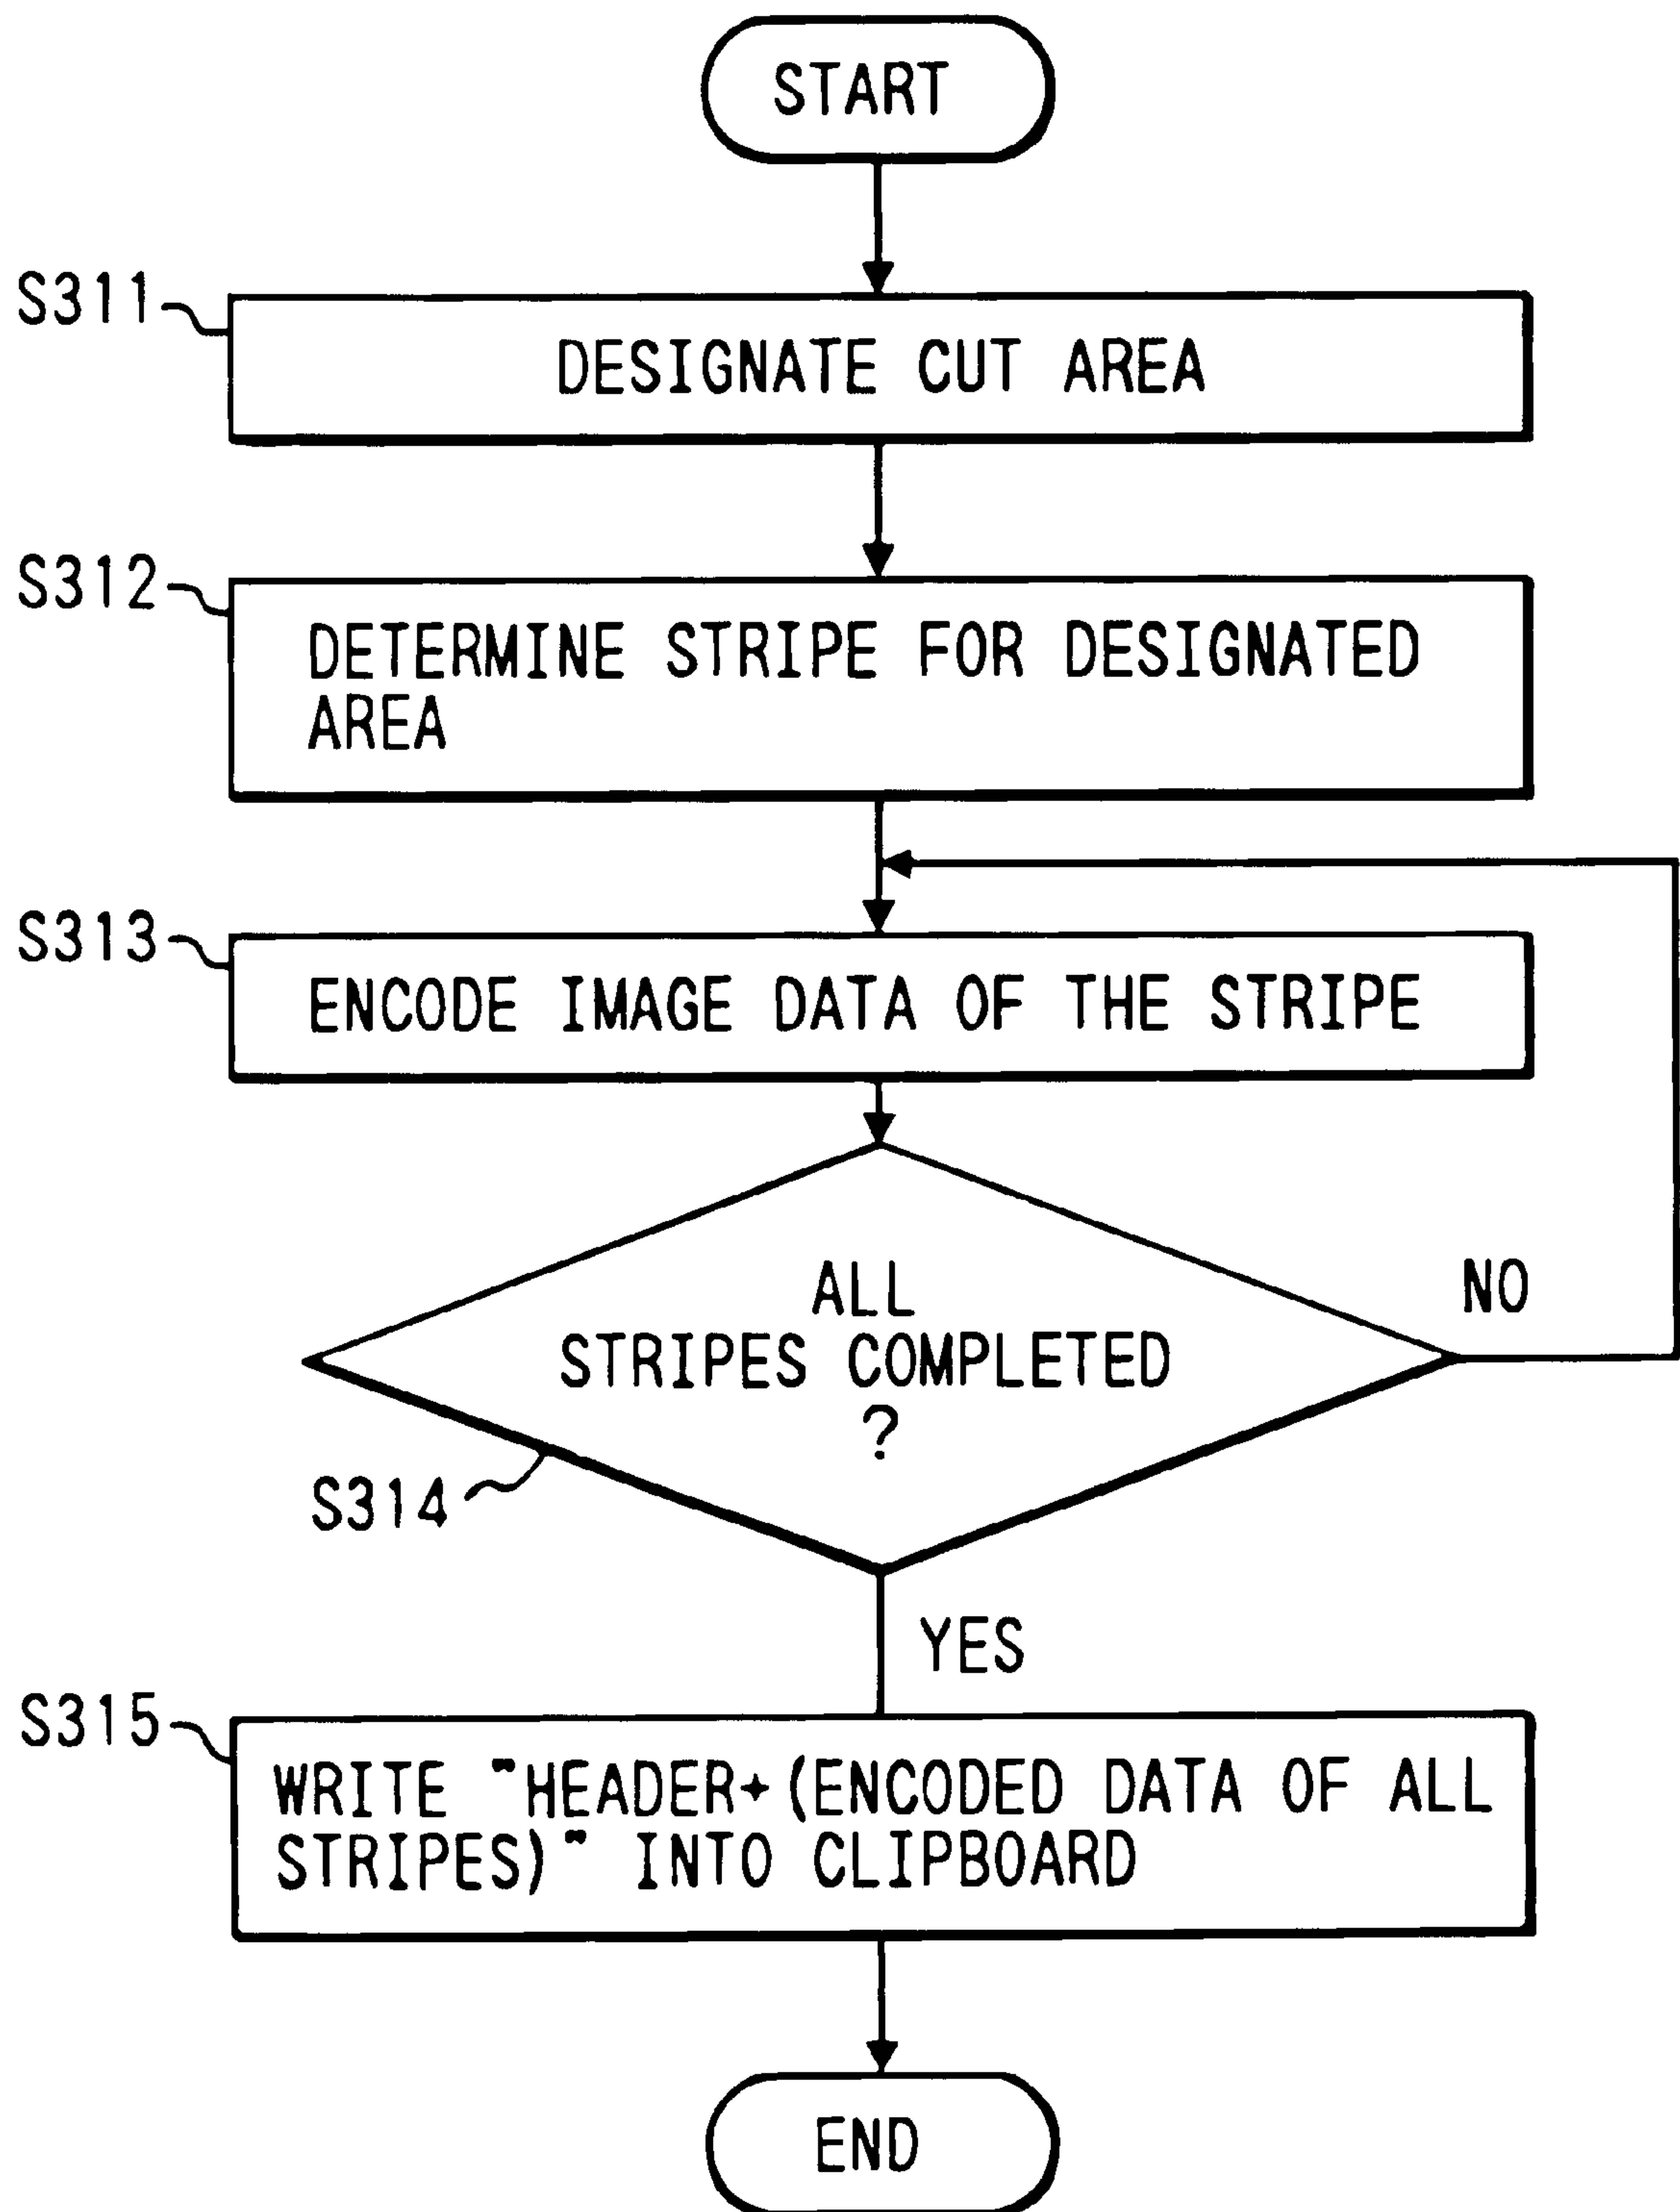 START
S311
DESIGNATE CUT AREA
S312
DETERMINE STRIPE FOR DESIGNATED
AREA
S313
ENCODE IMAGE DATA OF THE STRIPE
ALL
STRIPES COMPLETED
?
NO
S314
YES
S315
WRITE "HEADER+(ENCODED DATA OF ALL
STRIPES)" INTO CLIPBOARD
END